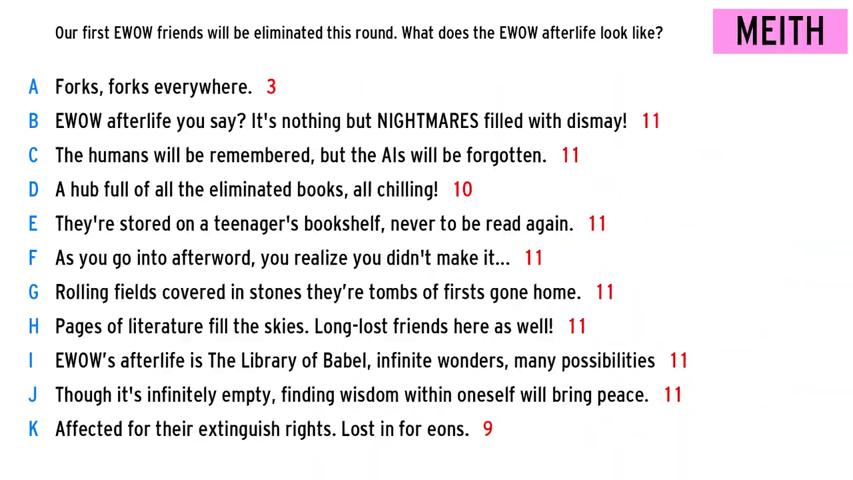 Our first EWOW friends will be eliminated this round. What does the EWOW afterlife look like?
MEITH
A Forks, forks everywhere. 3
B EWOW afterlife you say? It's nothing but NIGHTMARES filled with dismay! 11
C The humans will be remembered, but the AIs will be forgotten. 11
D A hub full of all the eliminated books, all chilling! 10
E They're stored on a teenager's bookshelf, never to be read again. 11
F As you go into afterword, you realize you didn't make it... 11
G Rolling fields covered in stones they’re tombs of firsts gone home. 11
H Pages of literature fill the skies. Long-lost friends here as well! 11
I EWOW’s afterlife is The Library of Babel, infinite wonders, many possibilities 11
J Though it's infinitely empty, finding wisdom within oneself will bring peace. 11
K Affected for their extinguish rights. Lost in for eons. 9